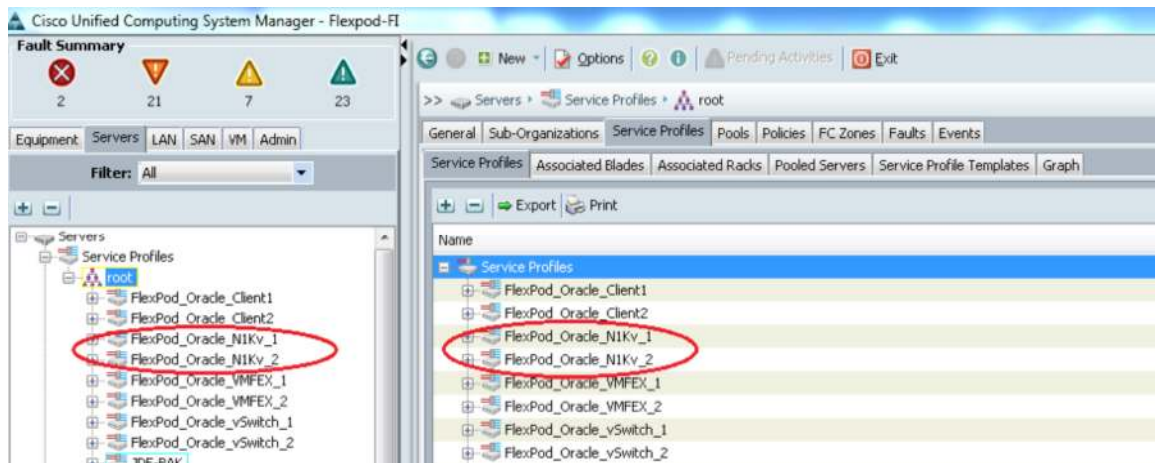 Cisco Unified Computing System Manager - Flexpod-FI
Fault Summary
2 21 7 23
Equipment Servers LAN SAN VM Admin
Filter: All
Servers
Service Profiles
root
FlexPod_Oracle_Client1
FlexPod_Oracle_Client2
FlexPod_Oracle_N1Kv_1
FlexPod_Oracle_N1Kv_2
FlexPod_Oracle_VMFEX_1
FlexPod_Oracle_VMFEX_2
FlexPod_Oracle_vSwitch_1
FlexPod_Oracle_vSwitch_2
JDE-BAK
New Options Pending Activities Exit
>> Servers Service Profiles root
General Sub-Organizations Service Profiles Pools Policies FC Zones Faults Events
Service Profiles Associated Blades Associated Racks Pooled Servers Service Profile Templates Graph
Export Print
Name
Service Profiles
FlexPod_Oracle_Client1
FlexPod_Oracle_Client2
FlexPod_Oracle_N1Kv_1
FlexPod_Oracle_N1Kv_2
FlexPod_Oracle_VMFEX_1
FlexPod_Oracle_VMFEX_2
FlexPod_Oracle_vSwitch_1
FlexPod_Oracle_vSwitch_2